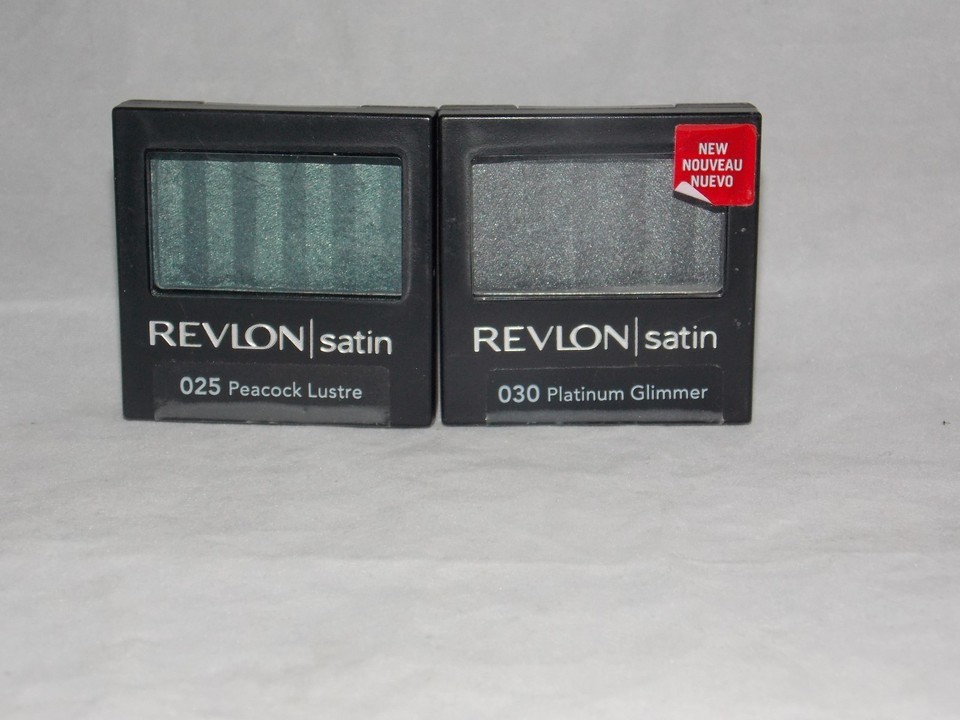 REVLON | satin
025 Peacock Lustre
NEW
NOUVEAU
NUEVO
REVLON | satin
030 Platinum Glimmer